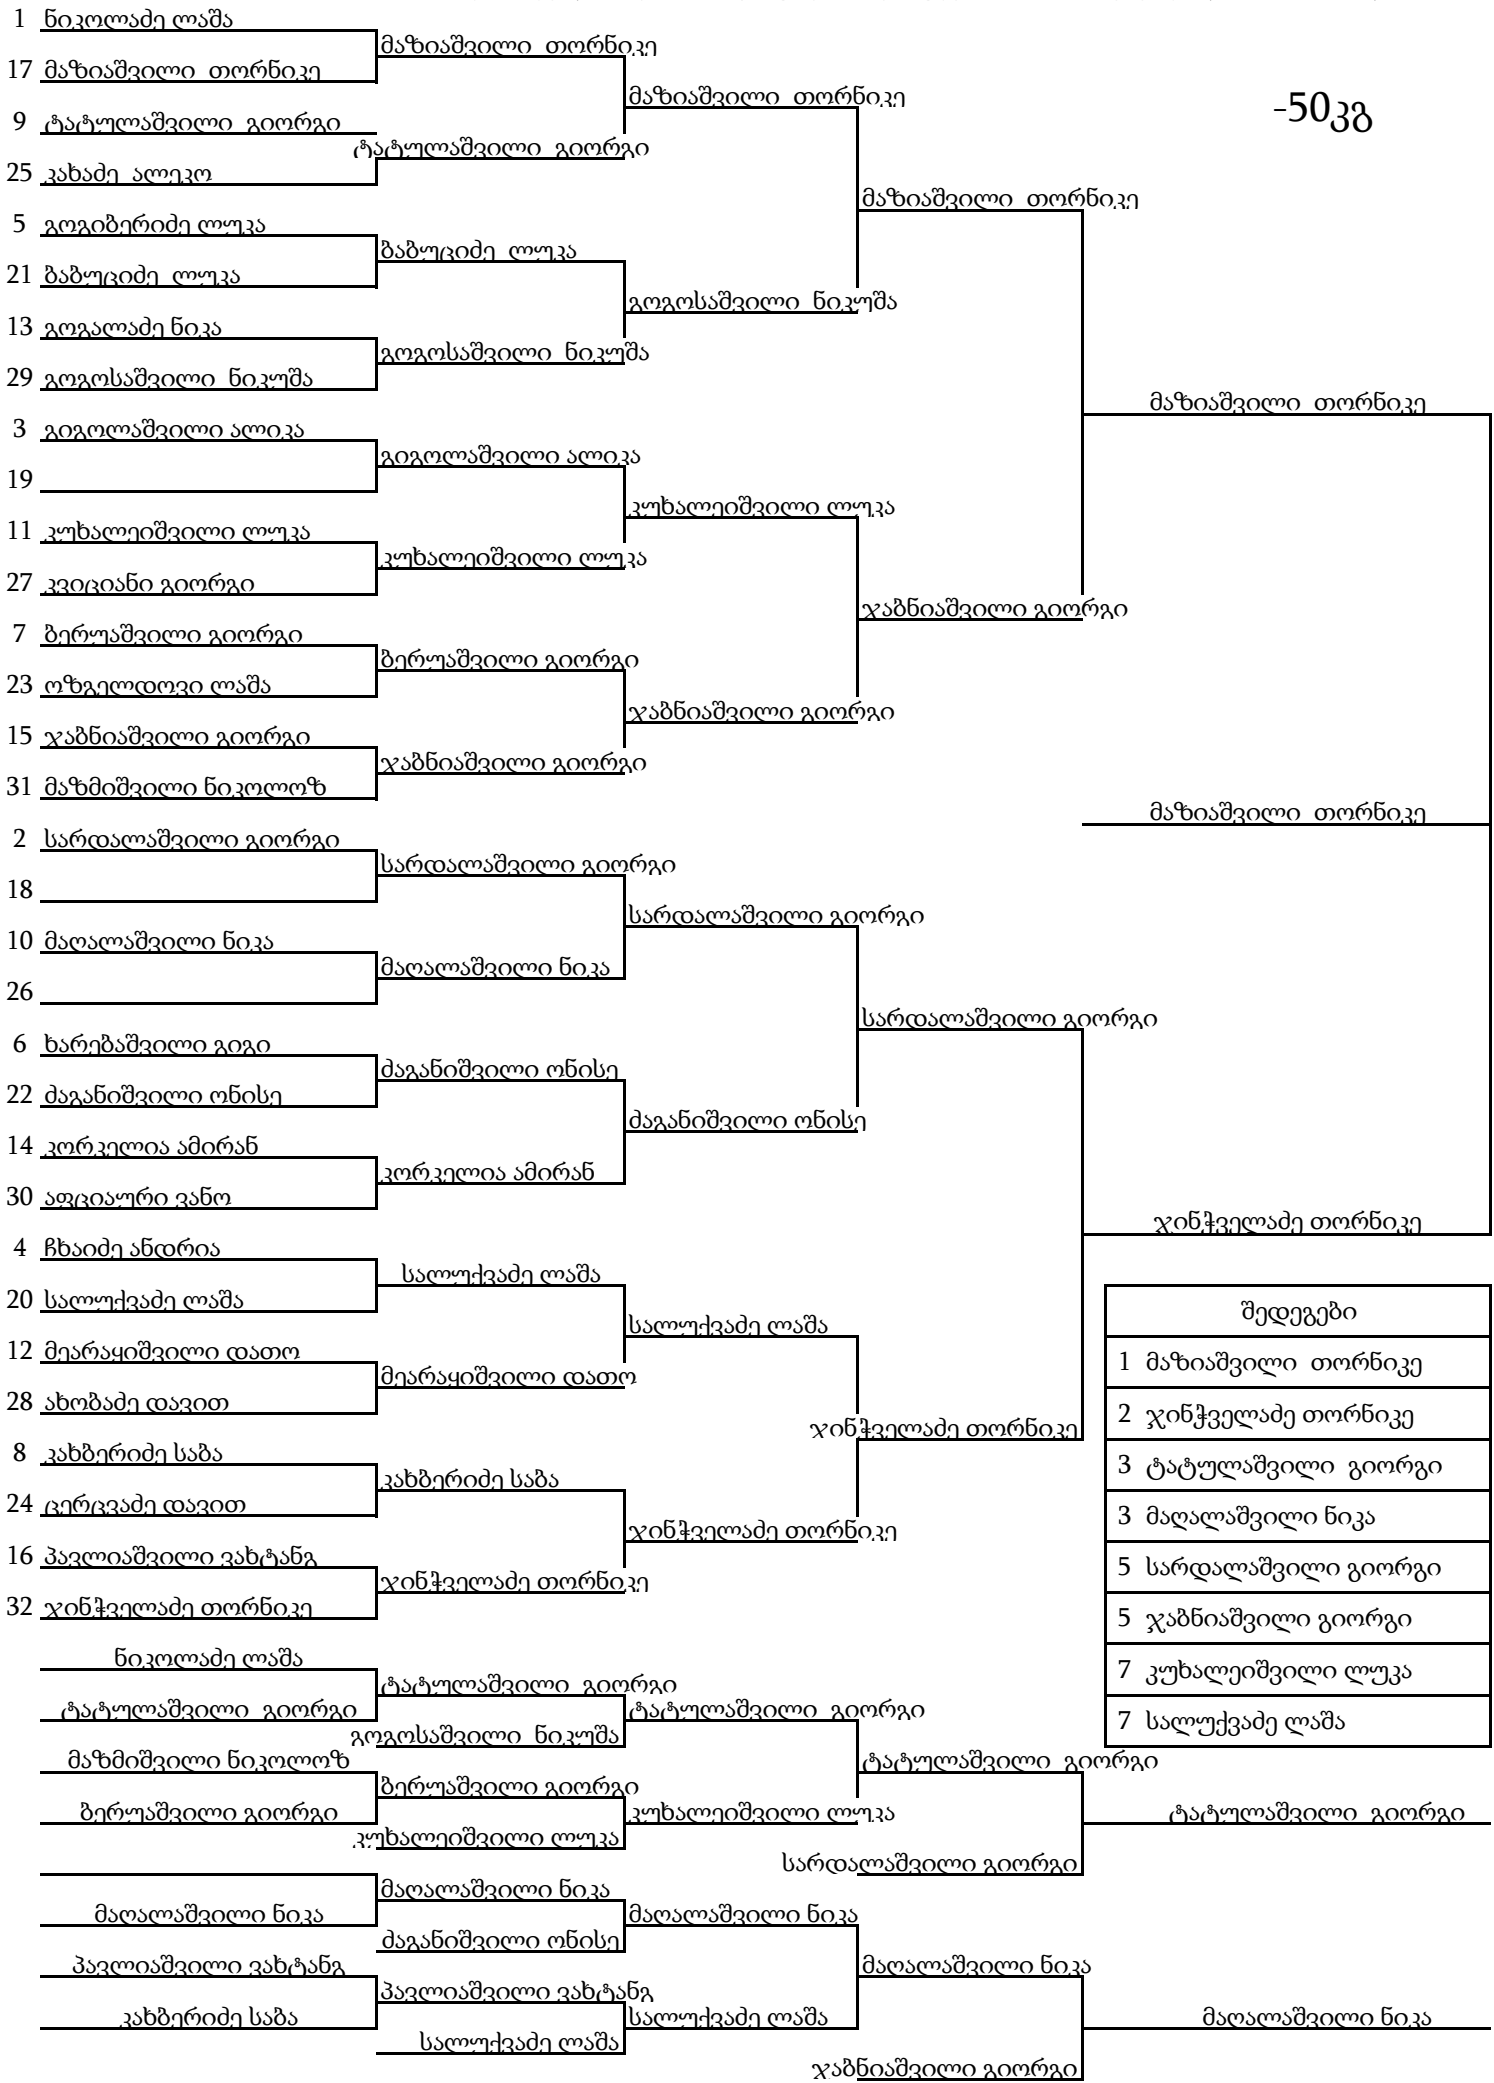 -50კგ
1 ნიკოლაძე ლაშა
17 მაზიაშვილი თორნიკე
9 ტატულაშვილი გიორგი
25 კახაძე ალეკო
5 გოგიბერიძე ლუკა
21 ბაბუციძე ლუკა
13 გოგალაძე ნიკა
29 გოგოსაშვილი ნიკუშა
3 გიგოლაშვილი ალიკა
19
11 კუხალეიშვილი ლუკა
27 კვიციანი გიორგი
7 ბერუაშვილი გიორგი
23 ოზგელდოვი ლაშა
15 ჯაბნიაშვილი გიორგი
31 მაზმიშვილი ნიკოლოზ
2 სარდალაშვილი გიორგი
18
10 მაღალაშვილი ნიკა
26
6 ხარებაშვილი გიგი
22 ძაგანიშვილი ონისე
14 კორკელია ამირან
30 აფციაური ვანო
4 ჩხაიძე ანდრია
20 სალუქვაძე ლაშა
12 მეარაყიშვილი დათო
28 ახობაძე დავით
8 კახბერიძე საბა
24 ცერცვაძე დავით
16 პავლიაშვილი ვახტანგ
32 ჯინჭველაძე თორნიკე
მაზიაშვილი თორნიკე
ტატულაშვილი გიორგი
ბაბუციძე ლუკა
გოგოსაშვილი ნიკუშა
გიგოლაშვილი ალიკა
კუხალეიშვილი ლუკა
ბერუაშვილი გიორგი
ჯაბნიაშვილი გიორგი
სარდალაშვილი გიორგი
მაღალაშვილი ნიკა
ძაგანიშვილი ონისე
კორკელია ამირან
სალუქვაძე ლაშა
მეარაყიშვილი დათო
კახბერიძე საბა
ჯინჭველაძე თორნიკე
მაზიაშვილი თორნიკე
გოგოსაშვილი ნიკუშა
კუხალეიშვილი ლუკა
ჯაბნიაშვილი გიორგი
სარდალაშვილი გიორგი
ძაგანიშვილი ონისე
სალუქვაძე ლაშა
ჯინჭველაძე თორნიკე
მაზიაშვილი თორნიკე
ჯაბნიაშვილი გიორგი
სარდალაშვილი გიორგი
ჯინჭველაძე თორნიკე
მაზიაშვილი თორნიკე
მაზიაშვილი თორნიკე
ჯინჭველაძე თორნიკე
შედეგები
1 მაზიაშვილი თორნიკე
2 ჯინჭველაძე თორნიკე
3 ტატულაშვილი გიორგი
3 მაღალაშვილი ნიკა
5 სარდალაშვილი გიორგი
5 ჯაბნიაშვილი გიორგი
7 კუხალეიშვილი ლუკა
7 სალუქვაძე ლაშა
ნიკოლაძე ლაშა
ტატულაშვილი გიორგი
მაზმიშვილი ნიკოლოზ
ბერუაშვილი გიორგი
მაღალაშვილი ნიკა
პავლიაშვილი ვახტანგ
კახბერიძე საბა
ტატულაშვილი გიორგი
გოგოსაშვილი ნიკუშა
ბერუაშვილი გიორგი
კუხალეიშვილი ლუკა
მაღალაშვილი ნიკა
ძაგანიშვილი ონისე
პავლიაშვილი ვახტანგ
სალუქვაძე ლაშა
ტატულაშვილი გიორგი
კუხალეიშვილი ლუკა
მაღალაშვილი ნიკა
სალუქვაძე ლაშა
ტატულაშვილი გიორგი
სარდალაშვილი გიორგი
მაღალაშვილი ნიკა
ჯაბნიაშვილი გიორგი
ტატულაშვილი გიორგი
მაღალაშვილი ნიკა